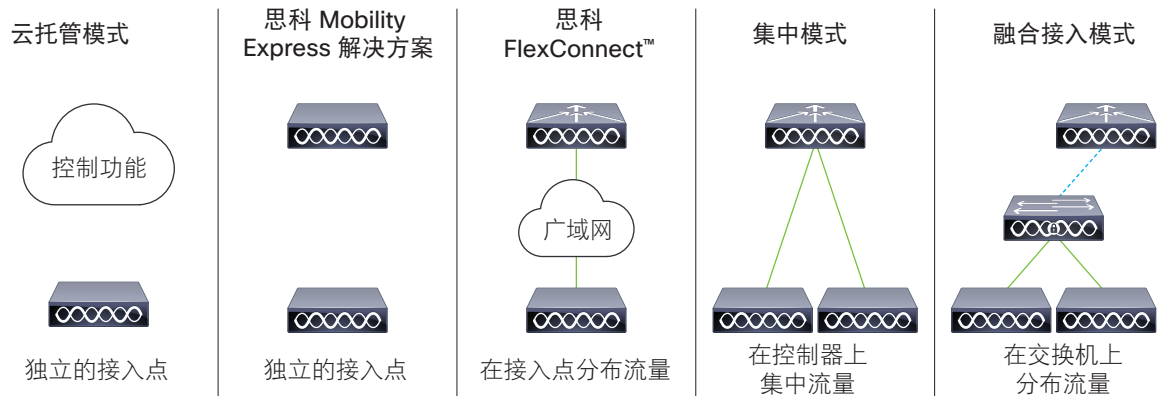 云托管模式
控制功能
独立的接入点
思科 Mobility
Express 解决方案
独立的接入点
思科
FlexConnect™
广域网
在接入点分布流量
集中模式
在控制器上
集中流量
融合接入模式
在交换机上
分布流量